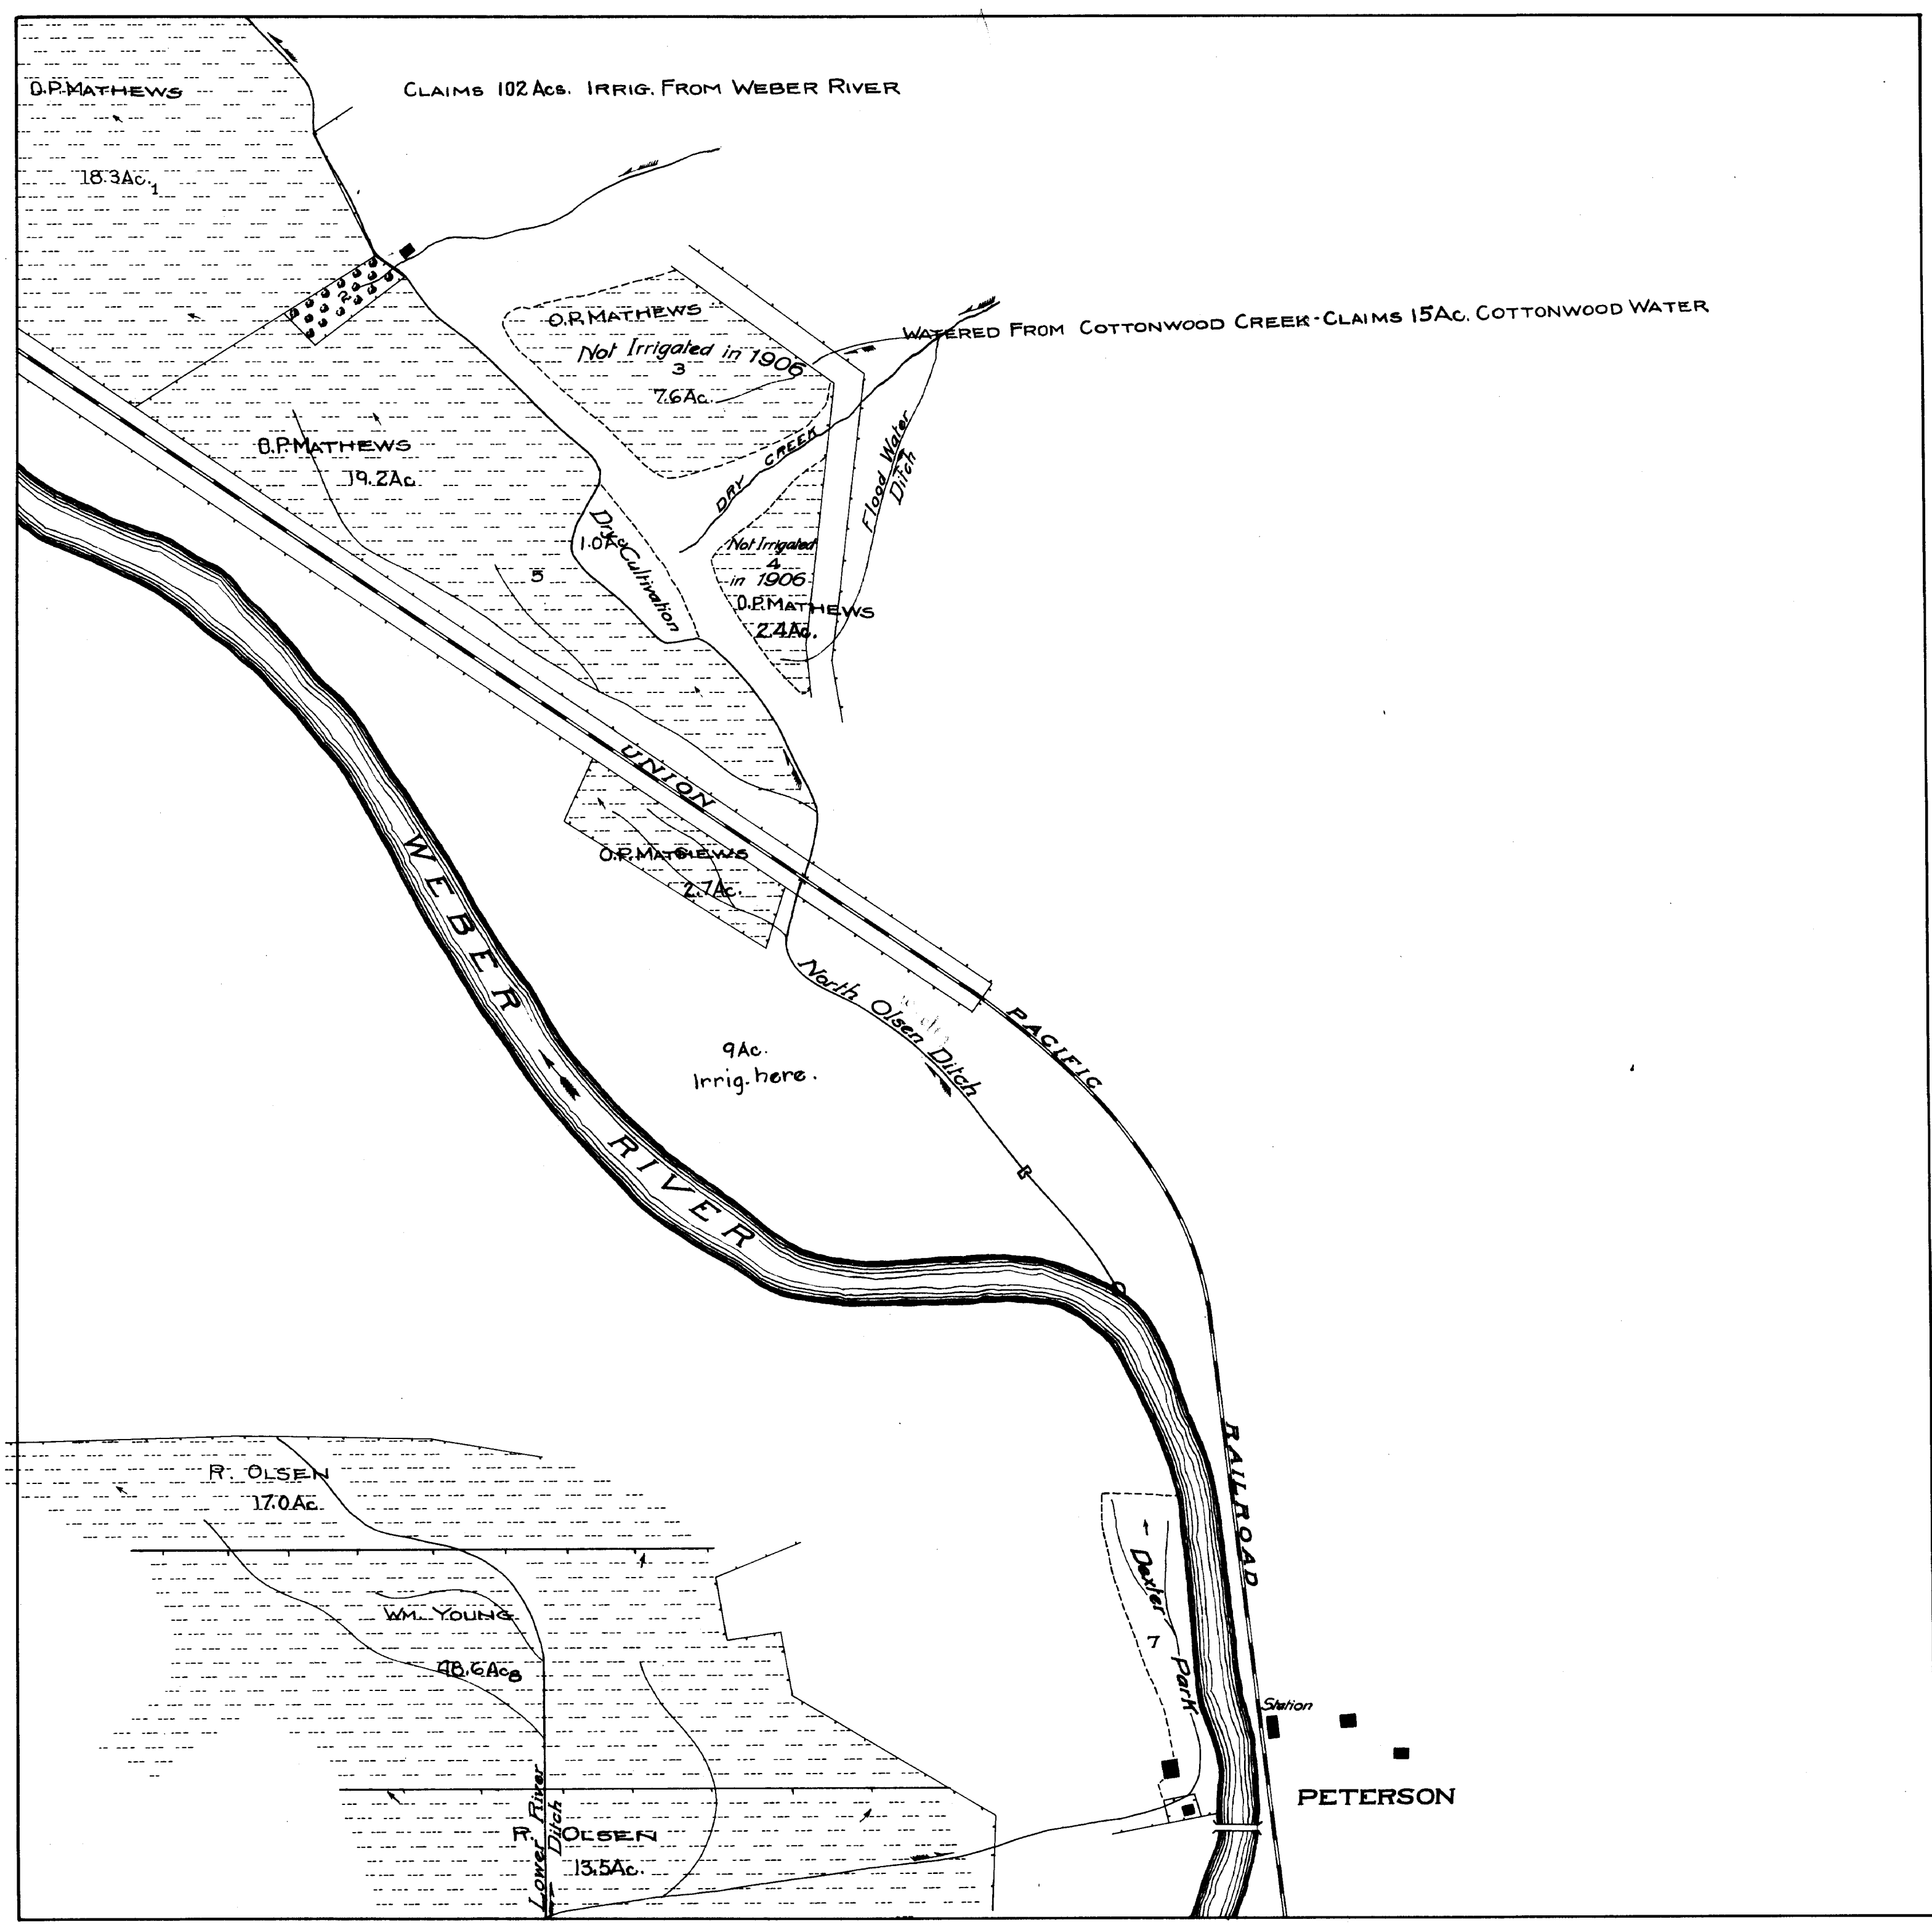 O.P. MATHEWS
CLAIMS 102 ACS. IRRIG. FROM WEBER RIVER
18.3 Ac.
1
2
O.P. MATHEWS
Not Irrigated in 1906
3
7.6 Ac.
WATERED FROM COTTONWOOD CREEK - CLAIMS 15 AC. COTTONWOOD WATER
DRY CREEK
Flood Water
Ditch
O.P. MATHEWS
19.2 Ac
1.0 Ac
Dry Cultivation
5
Not Irrigated
4
in 1906
O.P. MATHEWS
2.4 Ac.
UNION PACIFIC RAILROAD
O.P. MATHEWS
6
2.7 Ac.
WEBER RIVER
North Olsen Ditch
9 Ac.
Irrig. here.
R. OLSEN
17.0 Ac.
WM. YOUNG
48.6 Ac
8
Lower River
Ditch
R. OLSEN
13.5 Ac.
Dexter Park
7
Station
PETERSON